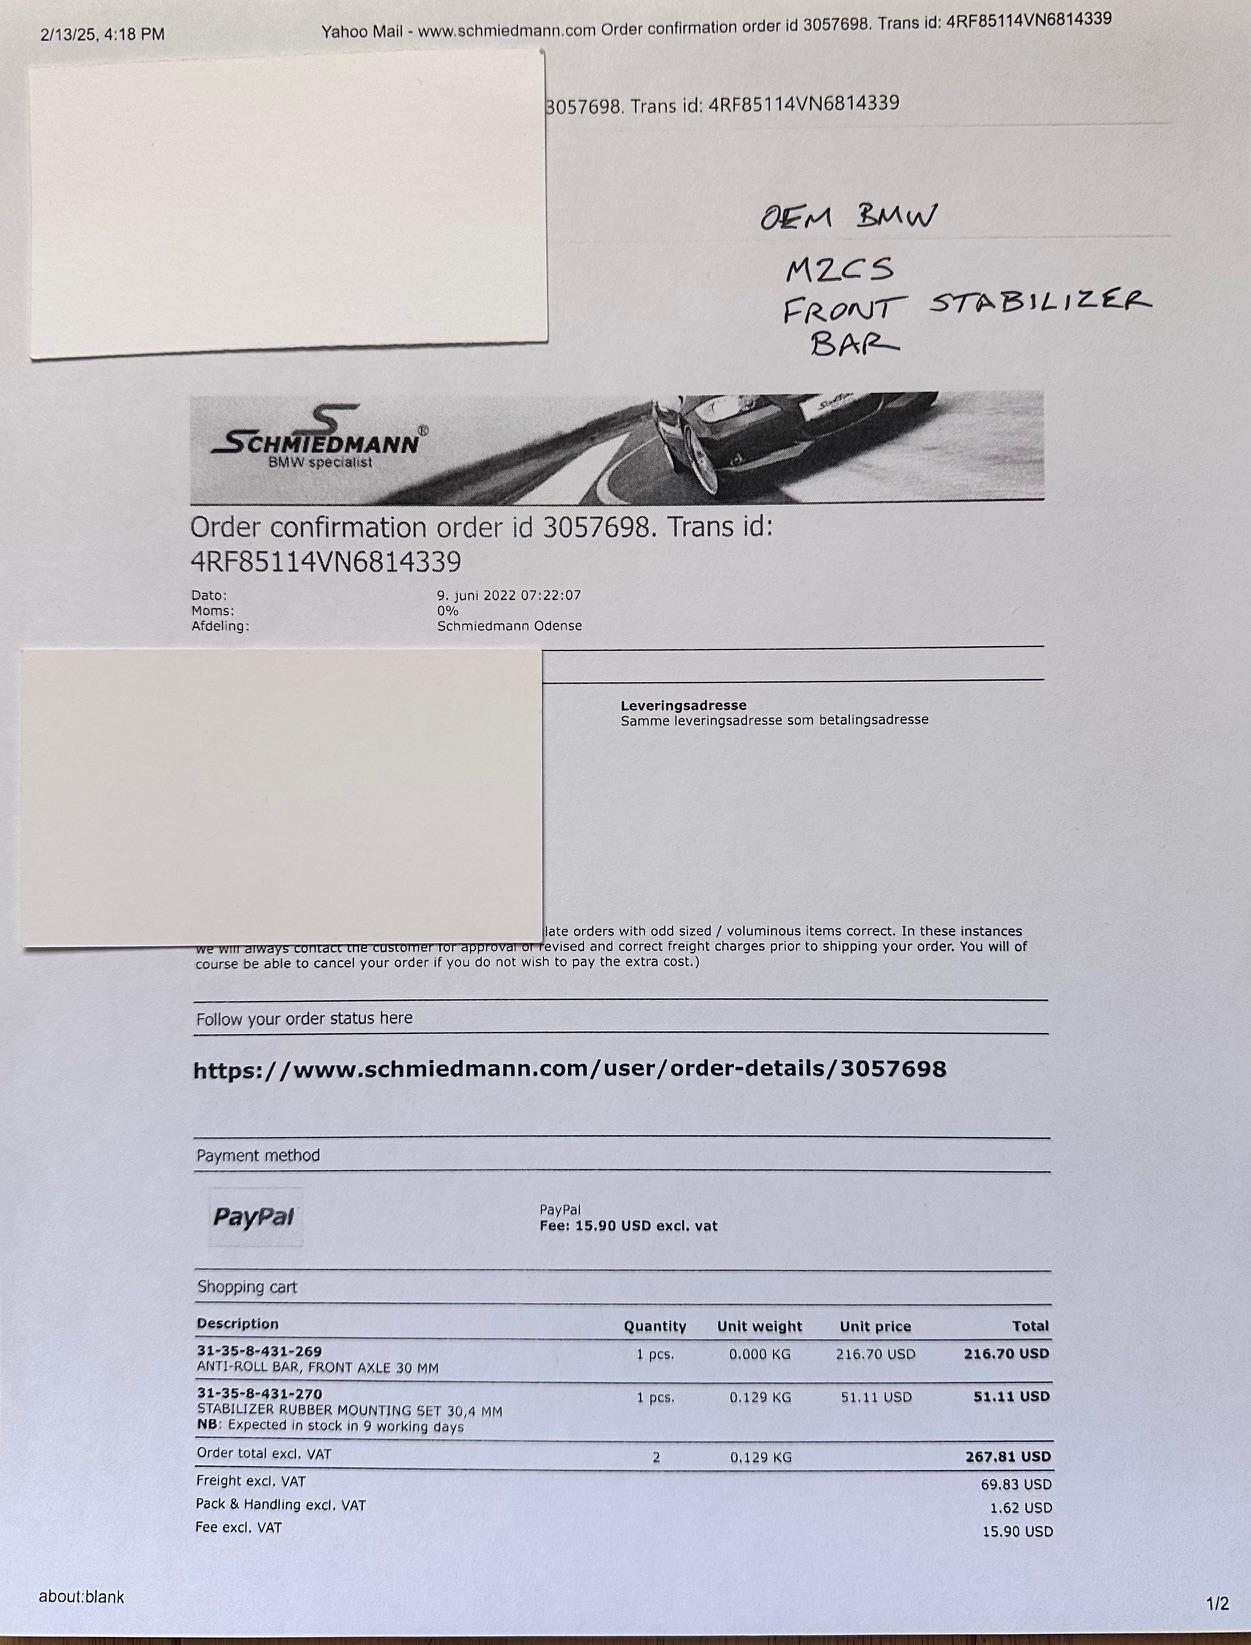 2/13/25, 4:18 PM
Yahoo Mail - www.schmiedmann.com Order confirmation order id 3057698. Trans id: 4RF85114VN6814339
3057698. Trans id: 4RF85114VN6814339
OEM BMW
M2CS
FRONT STABILIZER
BAR
SCHMIEDMANN®
BMW specialist
Order confirmation order id 3057698. Trans id:
4RF85114VN6814339
Dato: 9. juni 2022 07:22:07
Moms: 0%
Afdeling: Schmiedmann Odense
Leveringsadresse
Samme leveringsadresse som betalingsadresse
late orders with odd sized / voluminous items correct. In these instances
we will always contact the customer for approval of revised and correct freight charges prior to shipping your order. You will of
course be able to cancel your order if you do not wish to pay the extra cost.)
Follow your order status here
https://www.schmiedmann.com/user/order-details/3057698
Payment method
PayPal
PayPal
Fee: 15.90 USD excl. vat
Shopping cart
Description Quantity Unit weight Unit price Total
31-35-8-431-269 1 pcs. 0.000 KG 216.70 USD 216.70 USD
ANTI-ROLL BAR, FRONT AXLE 30 MM
31-35-8-431-270 1 pcs. 0.129 KG 51.11 USD 51.11 USD
STABILIZER RUBBER MOUNTING SET 30,4 MM
NB: Expected in stock in 9 working days
Order total excl. VAT 2 0.129 KG 267.81 USD
Freight excl. VAT 69.83 USD
Pack & Handling excl. VAT 1.62 USD
Fee excl. VAT 15.90 USD
about:blank
1/2